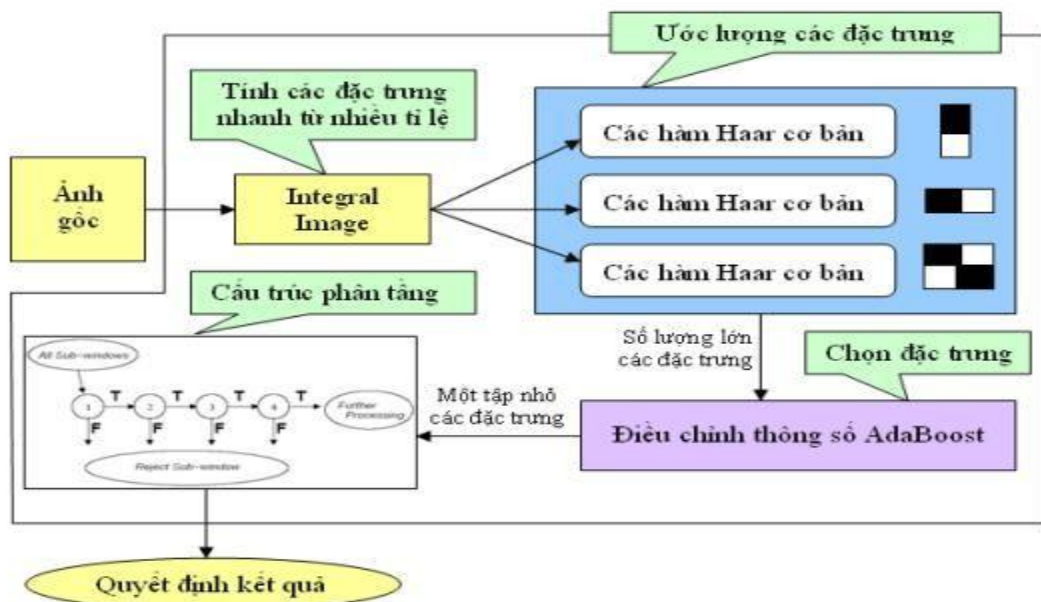 Ước lượng các đặc trưng
Tính các đặc trưng
nhanh từ nhiều tỉ lệ
Ảnh
gốc
Integral
Image
Các hàm Haar cơ bản
Các hàm Haar cơ bản
Các hàm Haar cơ bản
Cấu trúc phân tầng
Số lượng lớn
các đặc trưng
Chọn đặc trưng
All Sub-windows
T T T T
1 2 3 4
Further
Processing
F F F F
Reject Sub-window
Một tập nhỏ
các đặc trưng
Điều chỉnh thông số AdaBoost
Quyết định kết quả